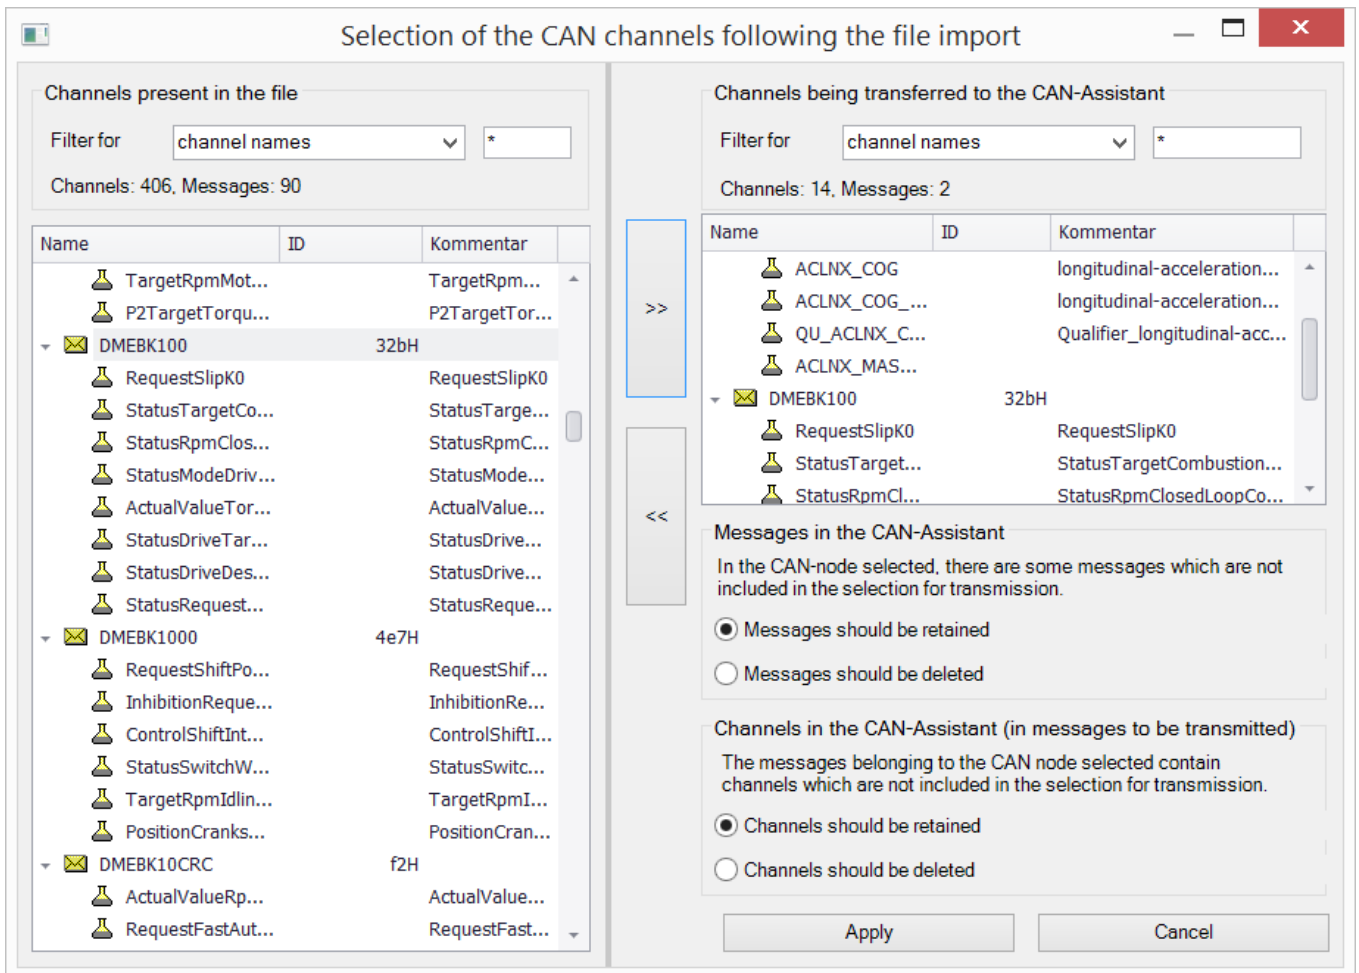 Selection of the CAN channels following the file import
Channels present in the file
Filter for channel names *
Channels: 406, Messages: 90
Name ID Kommentar
TargetRpmMot... TargetRpm...
P2TargetTorqu... P2TargetTor...
DMEBK100 32bH
RequestSlipK0 RequestSlipK0
StatusTargetCo... StatusTarge...
StatusRpmClos... StatusRpmC...
StatusModeDriv... StatusMode...
ActualValueTor... ActualValue...
StatusDriveTar... StatusDrive...
StatusDriveDes... StatusDrive...
StatusRequest... StatusReque...
DMEBK1000 4e7H
RequestShiftPo... RequestShif...
InhibitionReque... InhibitionRe...
ControlShiftInt... ControlShiftI...
StatusSwitchW... StatusSwitc...
TargetRpmIdlin... TargetRpmI...
PositionCranks... PositionCran...
DMEBK10CRC f2H
ActualValueRp... ActualValue...
RequestFastAut... RequestFast...
>>
<<
Channels being transferred to the CAN-Assistant
Filter for channel names *
Channels: 14, Messages: 2
Name ID Kommentar
ACLNX_COG longitudinal-acceleration...
ACLNX_COG_... longitudinal-acceleration...
QU_ACLNX_C... Qualifier_longitudinal-acc...
ACLNX_MAS...
DMEBK100 32bH
RequestSlipK0 RequestSlipK0
StatusTarget... StatusTargetCombustion...
StatusRpmCl... StatusRpmClosedLoopCo...
Messages in the CAN-Assistant
In the CAN-node selected, there are some messages which are not
included in the selection for transmission.
Messages should be retained
Messages should be deleted
Channels in the CAN-Assistant (in messages to be transmitted)
The messages belonging to the CAN node selected contain
channels which are not included in the selection for transmission.
Channels should be retained
Channels should be deleted
Apply Cancel